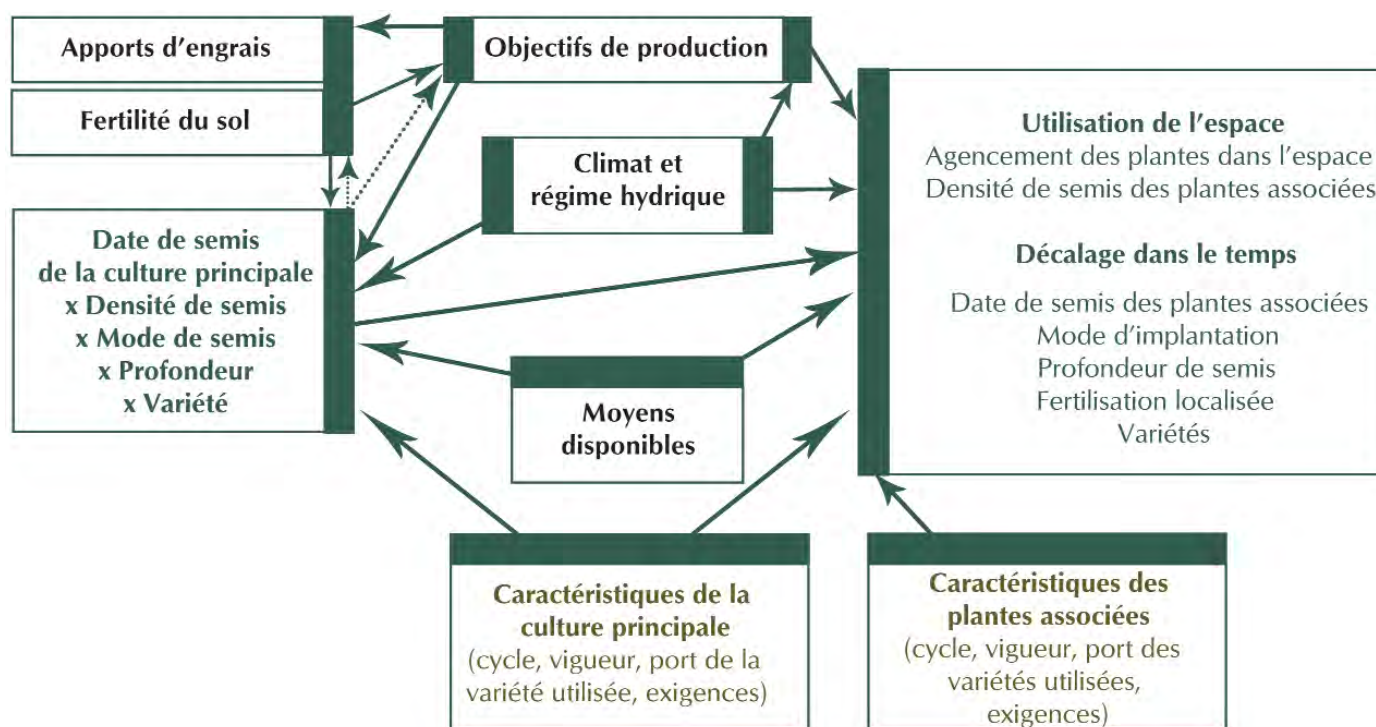 Apports d'engrais
Fertilité du sol
Objectifs de production
Climat et
régime hydrique
Date de semis
de la culture principale
x Densité de semis
x Mode de semis
x Profondeur
x Variété
Moyens
disponibles
Utilisation de l'espace
Agencement des plantes dans l'espace
Densité de semis des plantes associées
Décalage dans le temps
Date de semis des plantes associées
Mode d'implantation
Profondeur de semis
Fertilisation localisée
Variétés
Caractéristiques de la
culture principale
(cycle, vigueur, port de la
variété utilisée, exigences)
Caractéristiques des
plantes associées
(cycle, vigueur, port des
variétés utilisées,
exigences)